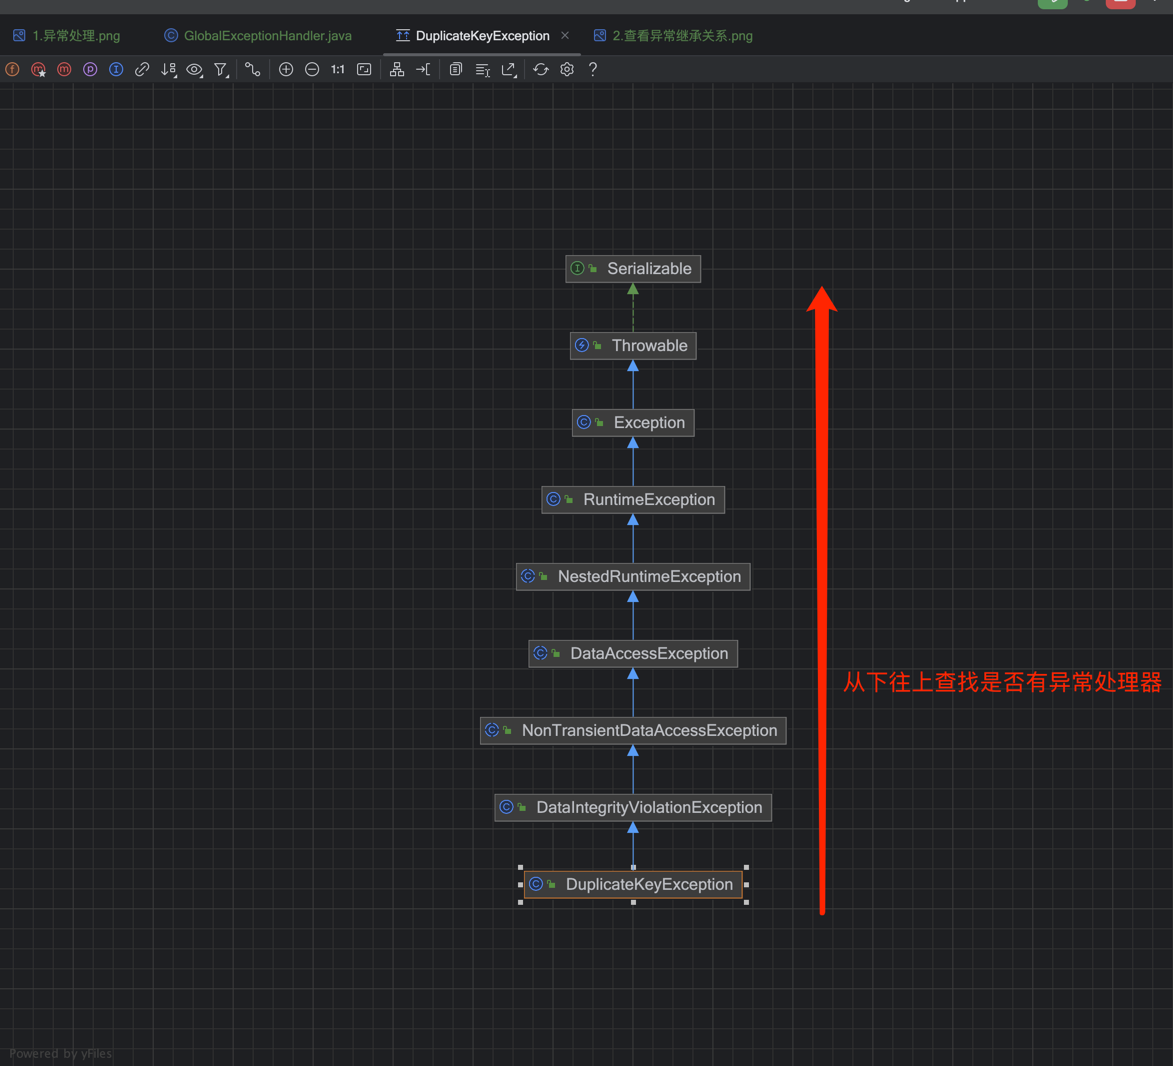 1.异常处理.png
GlobalExceptionHandler.java
DuplicateKeyException
2.查看异常继承关系.png
1:1
Serializable
Throwable
Exception
RuntimeException
NestedRuntimeException
DataAccessException
从下往上查找是否有异常处理器
NonTransientDataAccessException
DataIntegrityViolationException
DuplicateKeyException
Powered by yFiles